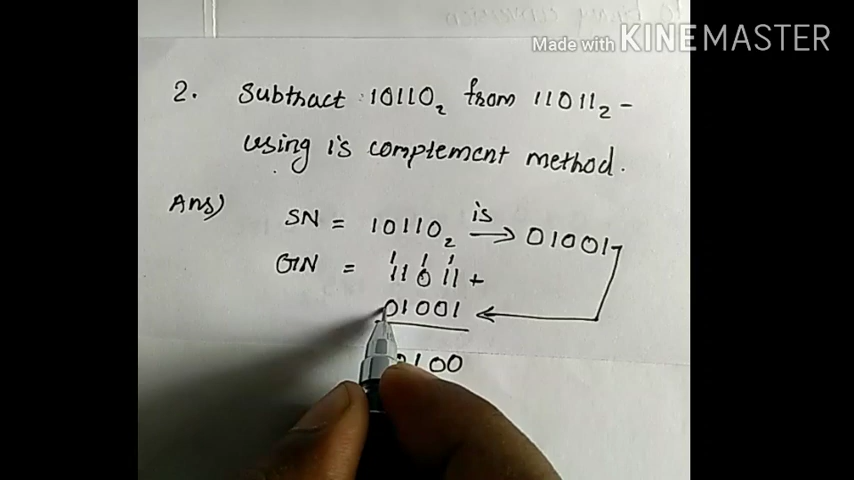 Made with KINEMASTER
2. Subtract 10110₂ from 11011₂ -
using 1's complement method.
Ans)
SN = 10110₂ 1's → 01001
GN = 11011 +
01001
0100